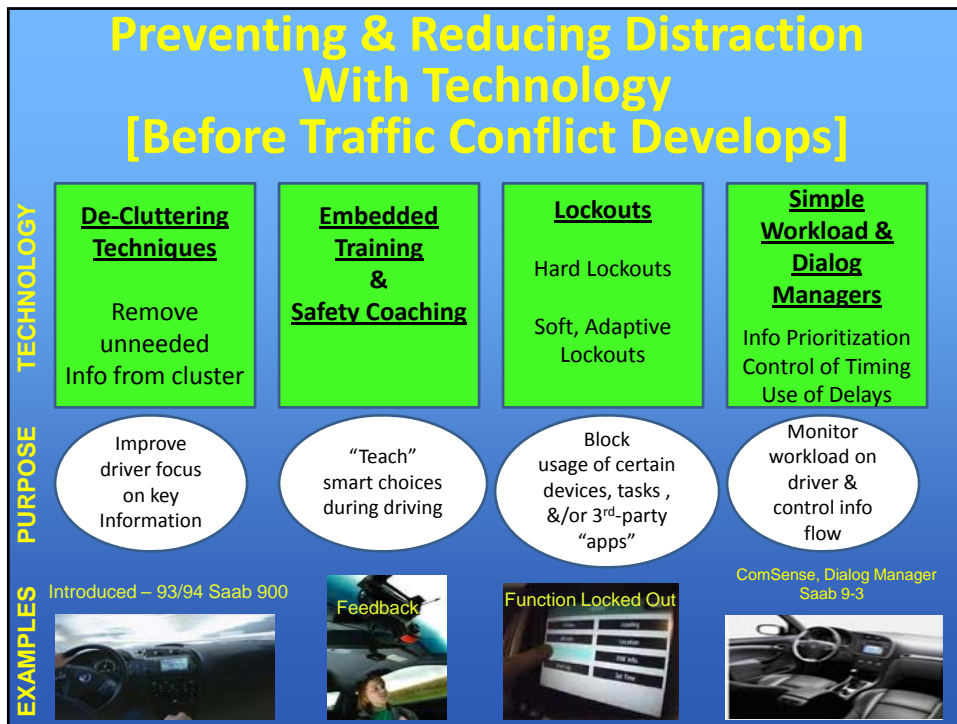 Preventing & Reducing Distraction
With Technology
[Before Traffic Conflict Develops]
TECHNOLOGY
De-Cluttering
Techniques
Remove
unneeded
Info from cluster
Embedded
Training
&
Safety Coaching
Lockouts
Hard Lockouts
Soft, Adaptive
Lockouts
Simple
Workload &
Dialog
Managers
Info Prioritization
Control of Timing
Use of Delays
PURPOSE
Improve
driver focus
on key
Information
“Teach”
smart choices
during driving
Block
usage of certain
devices, tasks ,
&/or 3rd-party
“apps”
Monitor
workload on
driver &
control info
flow
EXAMPLES
Introduced – 93/94 Saab 900
Feedback
Function Locked Out
Location
Set Time
ComSense, Dialog Manager
Saab 9-3